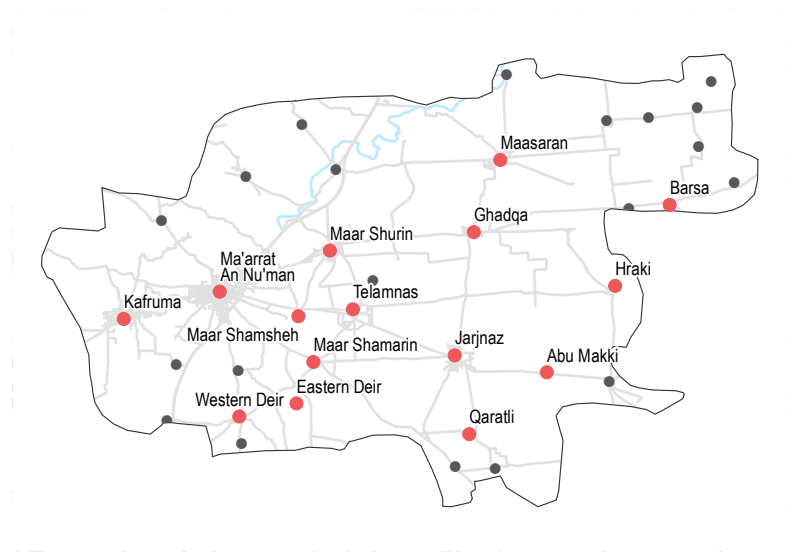 Maasaran
Barsa
Ghadqa
Maar Shurin
Ma'arrat
An Nu'man
Hraki
Telamnas
Kafruma
Maar Shamsheh
Maar Shamarin
Jarjnaz
Abu Makki
Eastern Deir
Western Deir
Qaratli